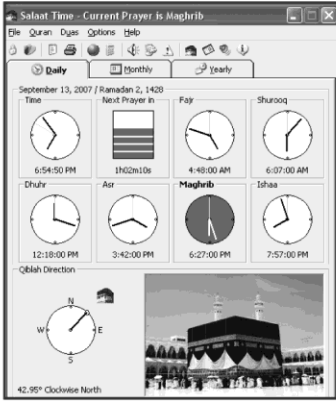 Salaat Time - Current Prayer is Maghrib
File Quran Dyas Options Help
Daily Monthly Yearly
September 13, 2007 / Ramadan 2, 1428
Time Next Prayer in Fajr Shurooq
6:54:50 PM 1h02m10s 4:48:00 AM 6:07:00 AM
Dhuhr Asr Maghrib Ishaa
12:18:00 PM 3:42:00 PM 6:27:00 PM 7:57:00 PM
Qiblah Direction
N
W E
S
42.95° Clockwise North